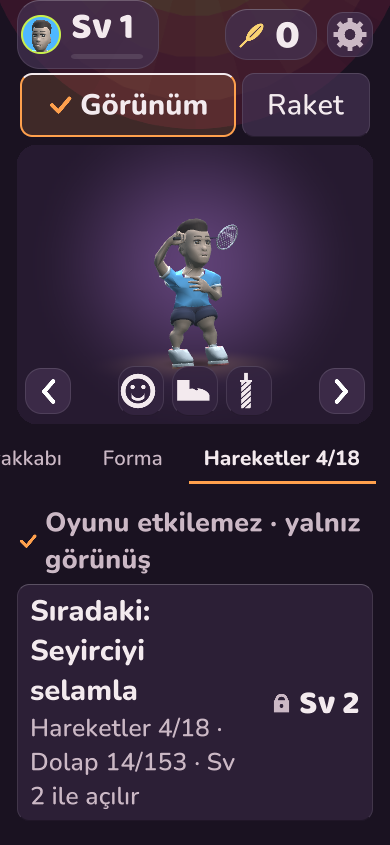 Sv 1
0
Görünüm
Raket
akkabı
Forma
Hareketler 4/18
Oyunu etkilemez · yalnız
görünüş
Sıradaki:
Seyirciyi
selamla
Sv 2
Hareketler 4/18 ·
Dolap 14/153 · Sv
2 ile açılır